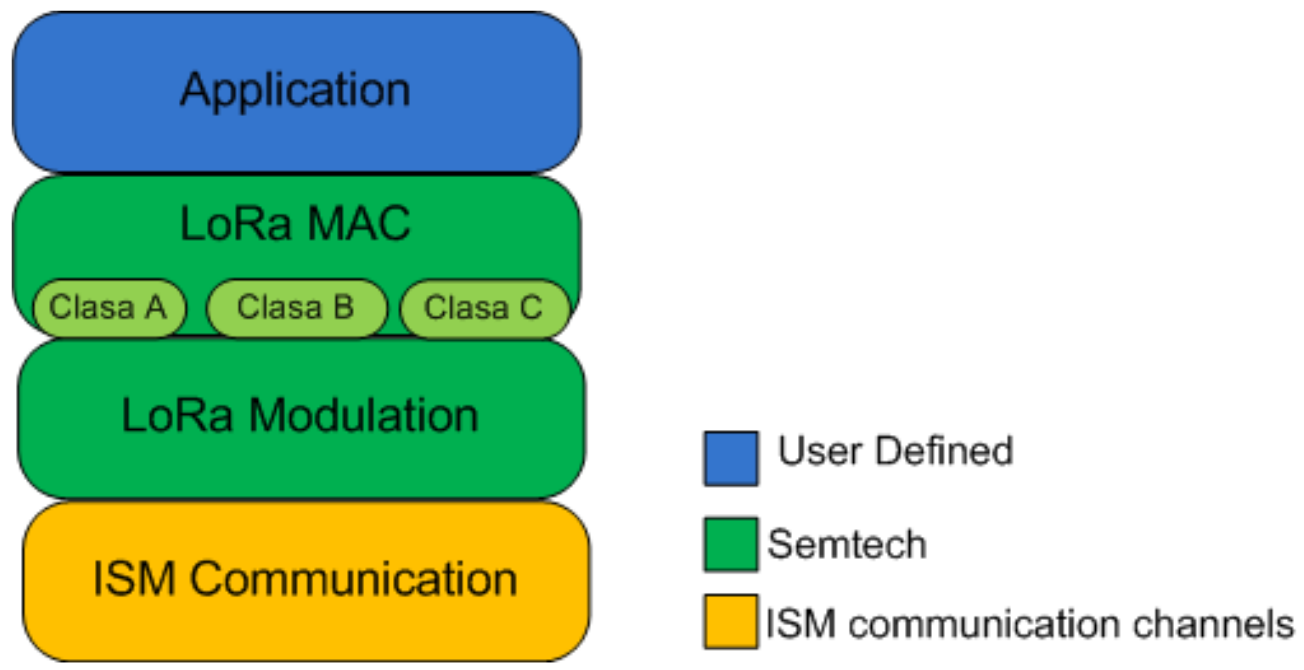 Application
LoRa MAC
Clasa A
Clasa B
Clasa C
LoRa Modulation
ISM Communication
User Defined
Semtech
ISM communication channels